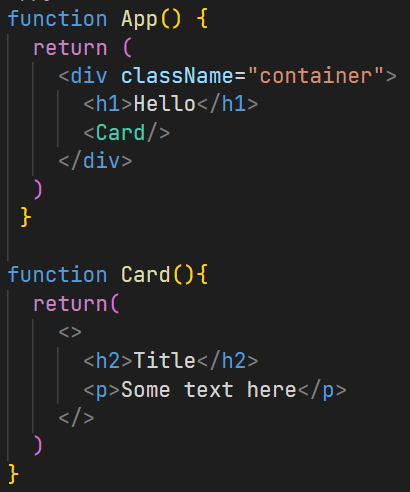 function App() {
  return (
    <div className="container">
      <h1>Hello</h1>
      <Card/>
    </div>
  )
 }

function Card(){
  return(
    <>
      <h2>Title</h2>
      <p>Some text here</p>
    </>
  )
}